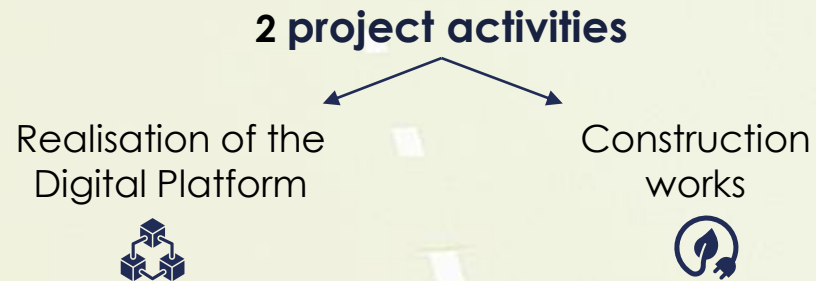 2 project activities
Realisation of the
Digital Platform
Construction
works